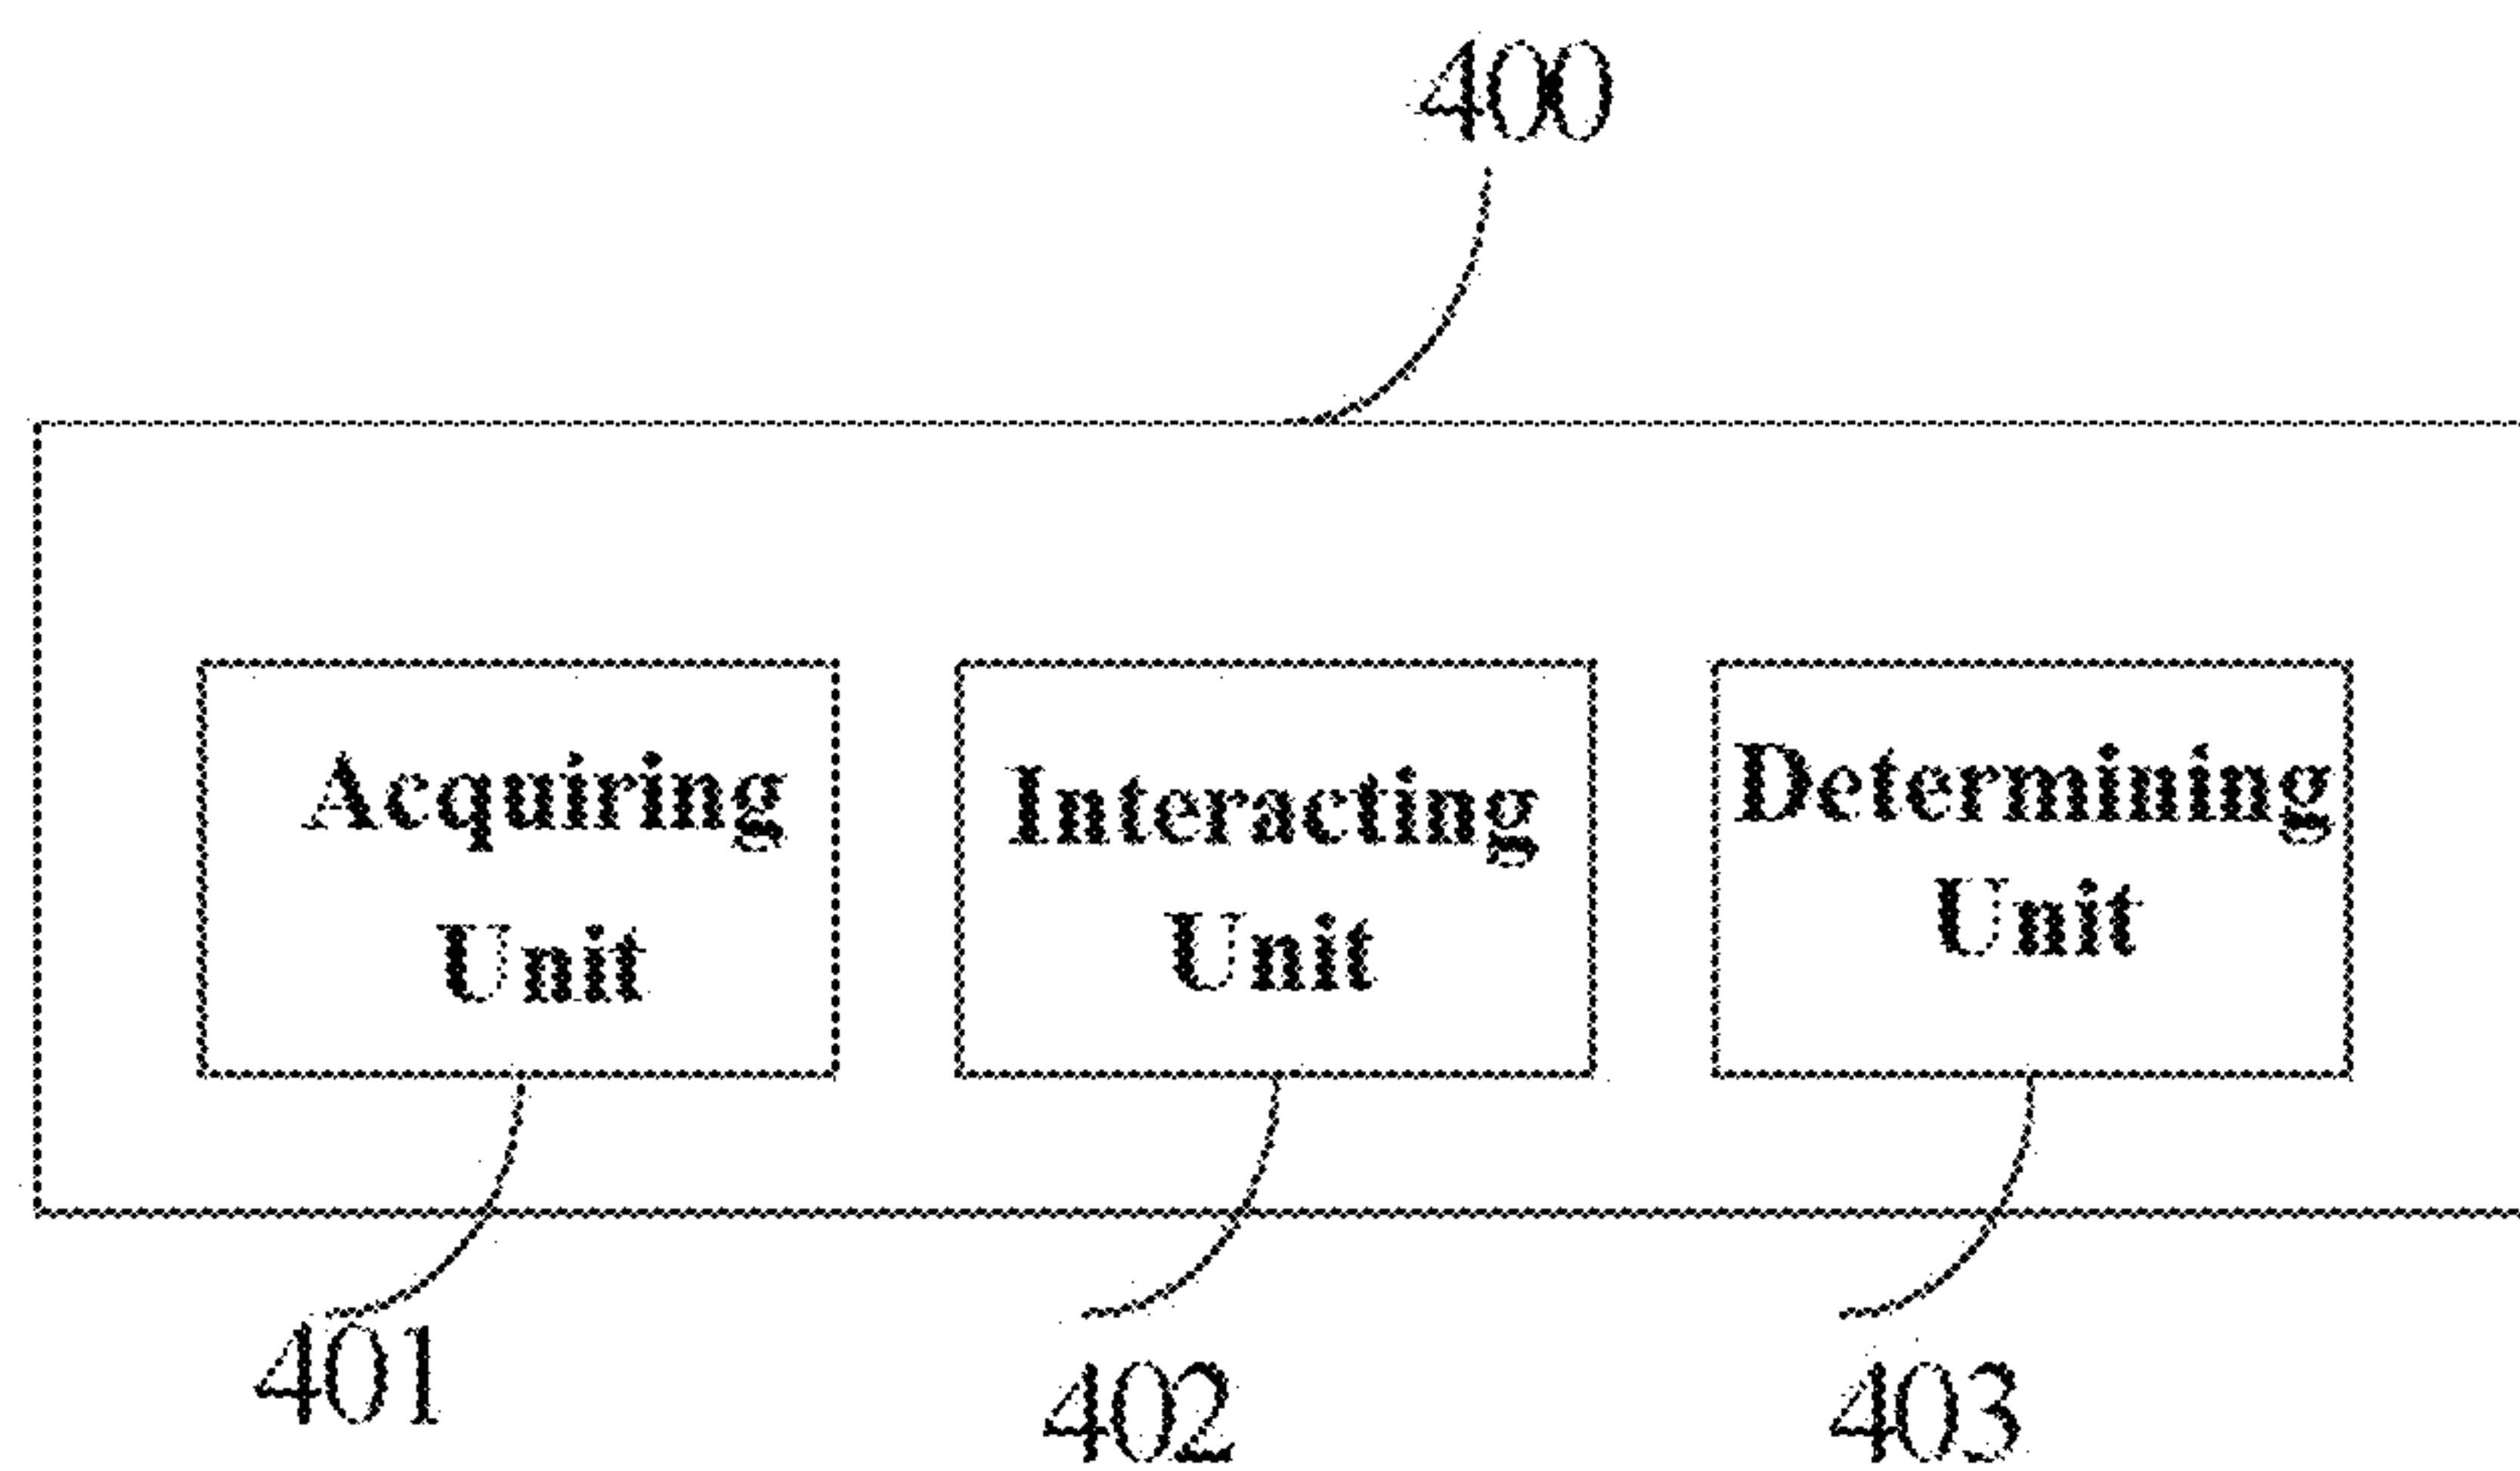 400
Acquiring
Unit
Interacting
Unit
Determining
Unit
401
402
403